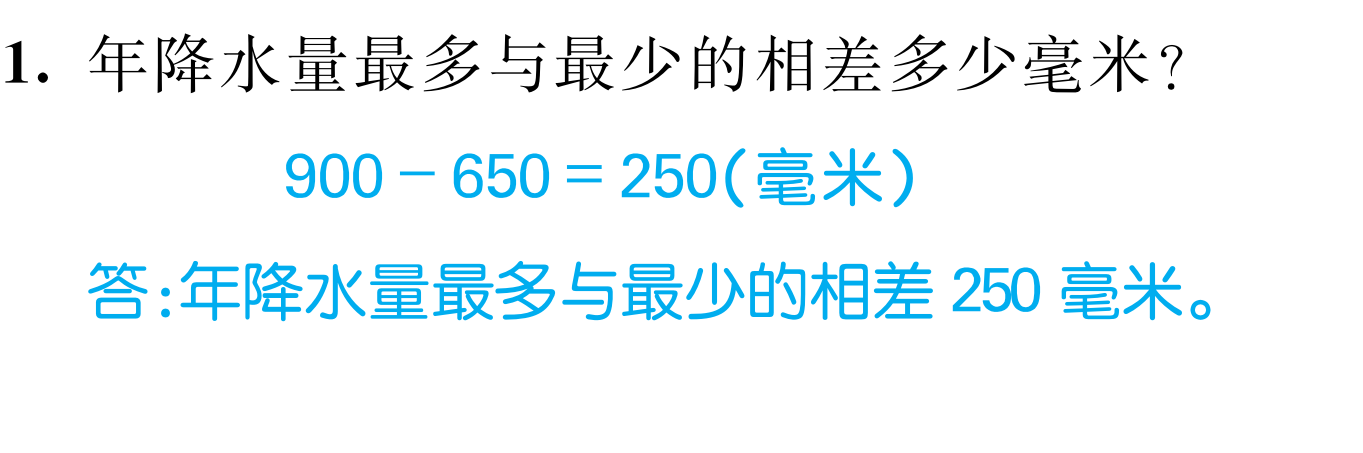 1. 年降水量最多与最少的相差多少毫米?
900 - 650 = 250(毫米)
答:年降水量最多与最少的相差 250 毫米。